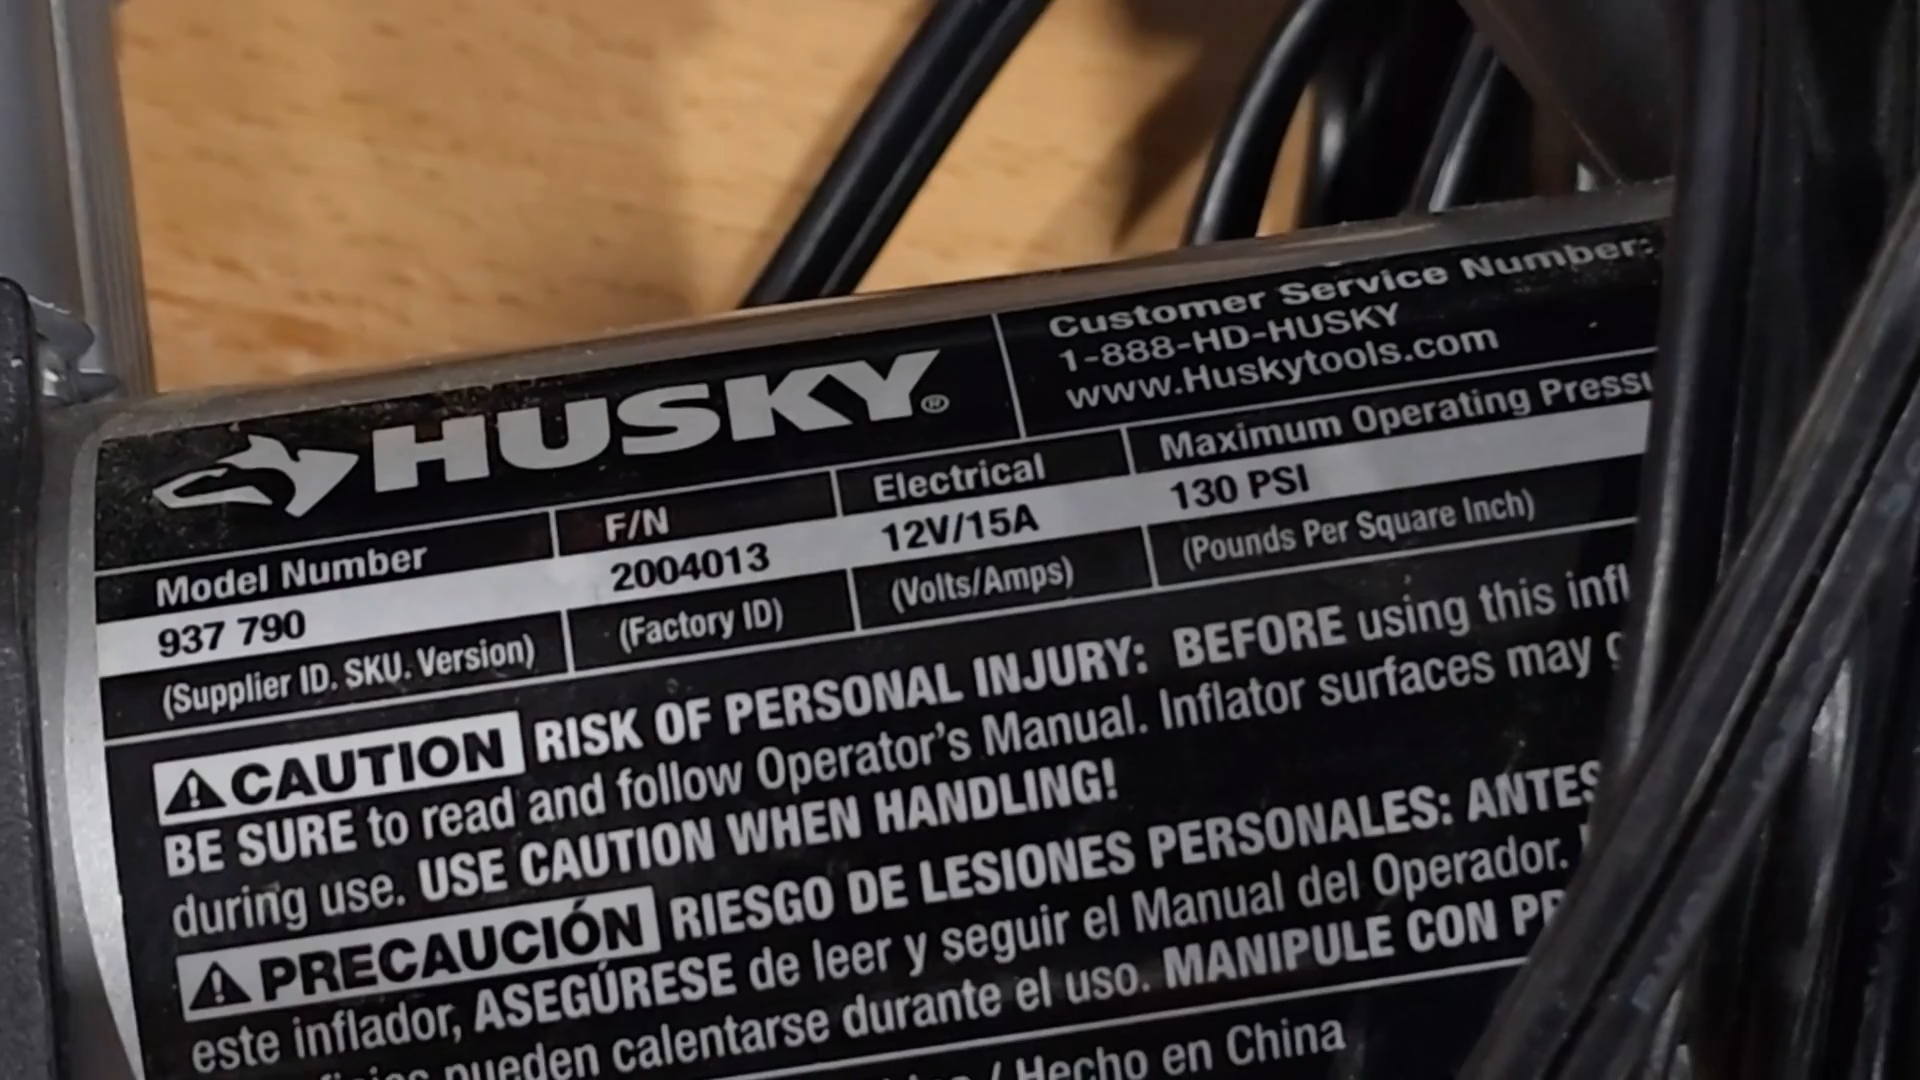 HUSKY®
Customer Service Number:
1-888-HD-HUSKY
www.Huskytools.com
Model Number
937 790
(Supplier ID. SKU. Version)
F/N
2004013
(Factory ID)
Electrical
12V/15A
(Volts/Amps)
Maximum Operating
130 PSI
(Pounds Per Square Inch)
⚠CAUTION RISK OF PERSONAL INJURY: BEFORE using this
BE SURE to read and follow Operator's Manual. Inflator surfaces may
during use. USE CAUTION WHEN HANDLING!
⚠PRECAUCIÓN RIESGO DE LESIONES PERSONALES: ANTES
este inflador, ASEGÚRESE de leer y seguir el Manual del Operador.
pueden calentarse durante el uso. MANIPULE CON
/ Hecho en China